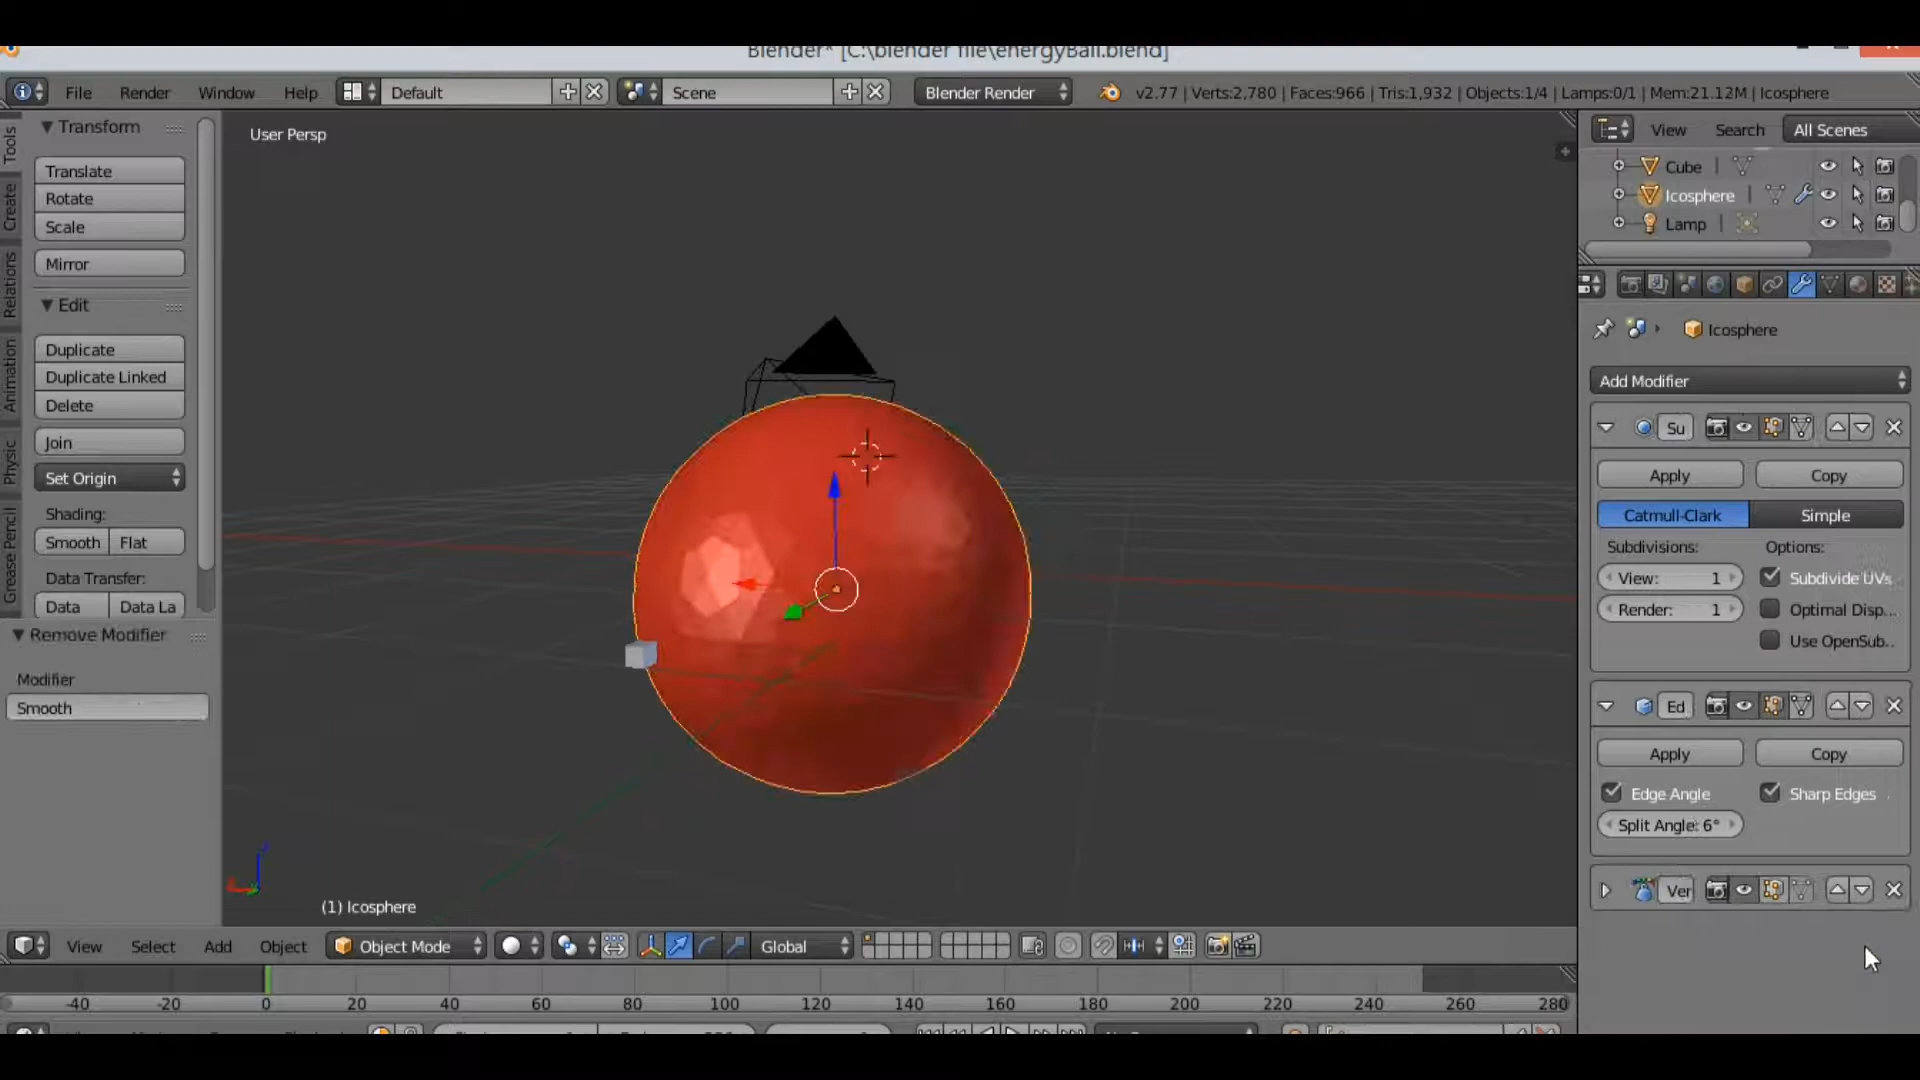 Blender* [C:\blender file\energyBall.blend]
File Render Window Help Default Scene Blender Render v2.77 | Verts:2,780 | Faces:966 | Tris:1,932 | Objects:1/4 | Lamps:0/1 | Mem:21.12M | Icosphere
Tools
Create
Relations
Animation
Physic
Grease Pencil
Transform
Translate
Rotate
Scale
Mirror
Edit
Duplicate
Duplicate Linked
Delete
Join
Set Origin
Shading:
Smooth Flat
Data Transfer:
Data Data La
Remove Modifier
Modifier
Smooth
User Persp
(1) Icosphere
View Search All Scenes
Cube
Icosphere
Lamp
Icosphere
Add Modifier
Su
Apply Copy
Catmull-Clark Simple
Subdivisions: Options:
View: 1 Subdivide UVs
Render: 1 Optimal Disp...
Use OpenSub..
Ed
Apply Copy
Edge Angle Sharp Edges
Split Angle: 6°
Ver
View Select Add Object Object Mode Global
-40 -20 0 20 40 60 80 100 120 140 160 180 200 220 240 260 280